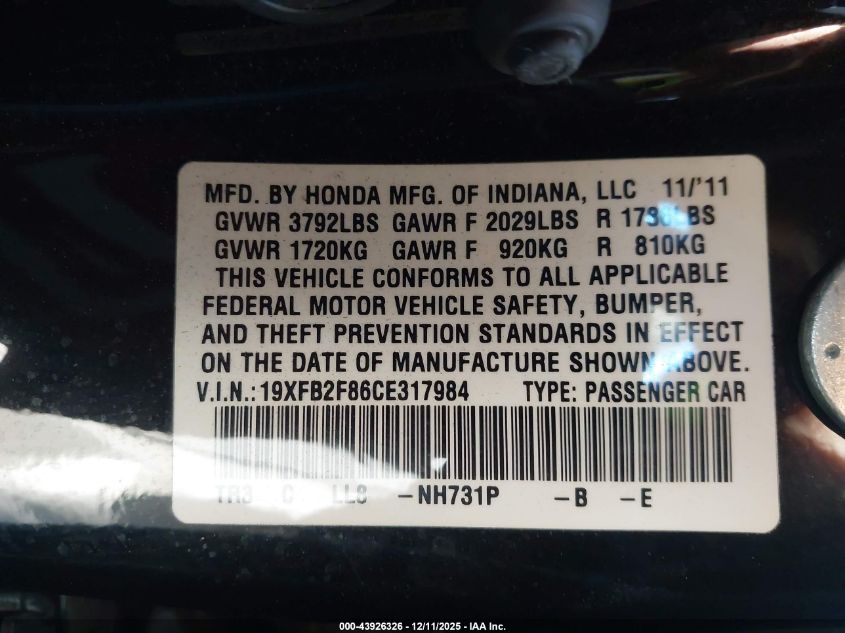 MFD. BY HONDA MFG. OF INDIANA, LLC 11/'11
GVWR 3792LBS GAWR F 2029LBS R
GVWR 1720KG GAWR F 920KG R 810KG
THIS VEHICLE CONFORMS TO ALL APPLICABLE
FEDERAL MOTOR VEHICLE SAFETY, BUMPER,
AND THEFT PREVENTION STANDARDS IN EFFECT
ON THE DATE OF MANUFACTURE SHOWN ABOVE.
V.I.N.:19XFB2F86CE317984 TYPE: PASSENGER CAR
-NH731P -B -E
000-43926326 - 12/11/2025 - IAA Inc.